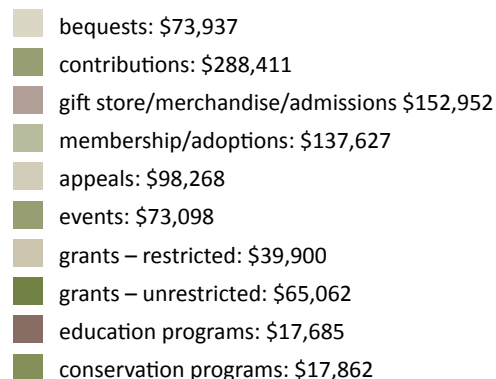 bequests: $73,937
contributions: $288,411
gift store/merchandise/admissions $152,952
membership/adoptions: $137,627
appeals: $98,268
events: $73,098
grants – restricted: $39,900
grants – unrestricted: $65,062
education programs: $17,685
conservation programs: $17,862